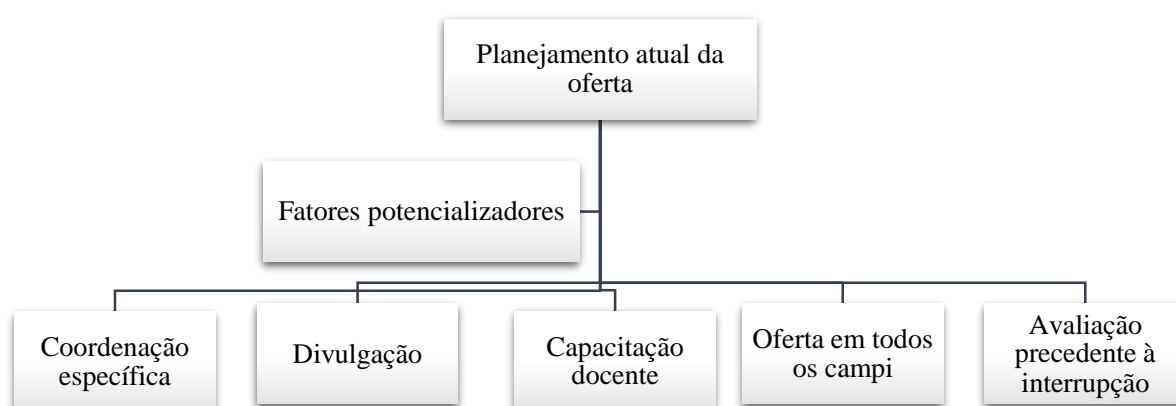 Planejamento atual da
oferta
Fatores potencializadores
Coordenação
específica
Divulgação
Capacitação
docente
Oferta em todos
os campi
Avaliação
precedente à
interrupção